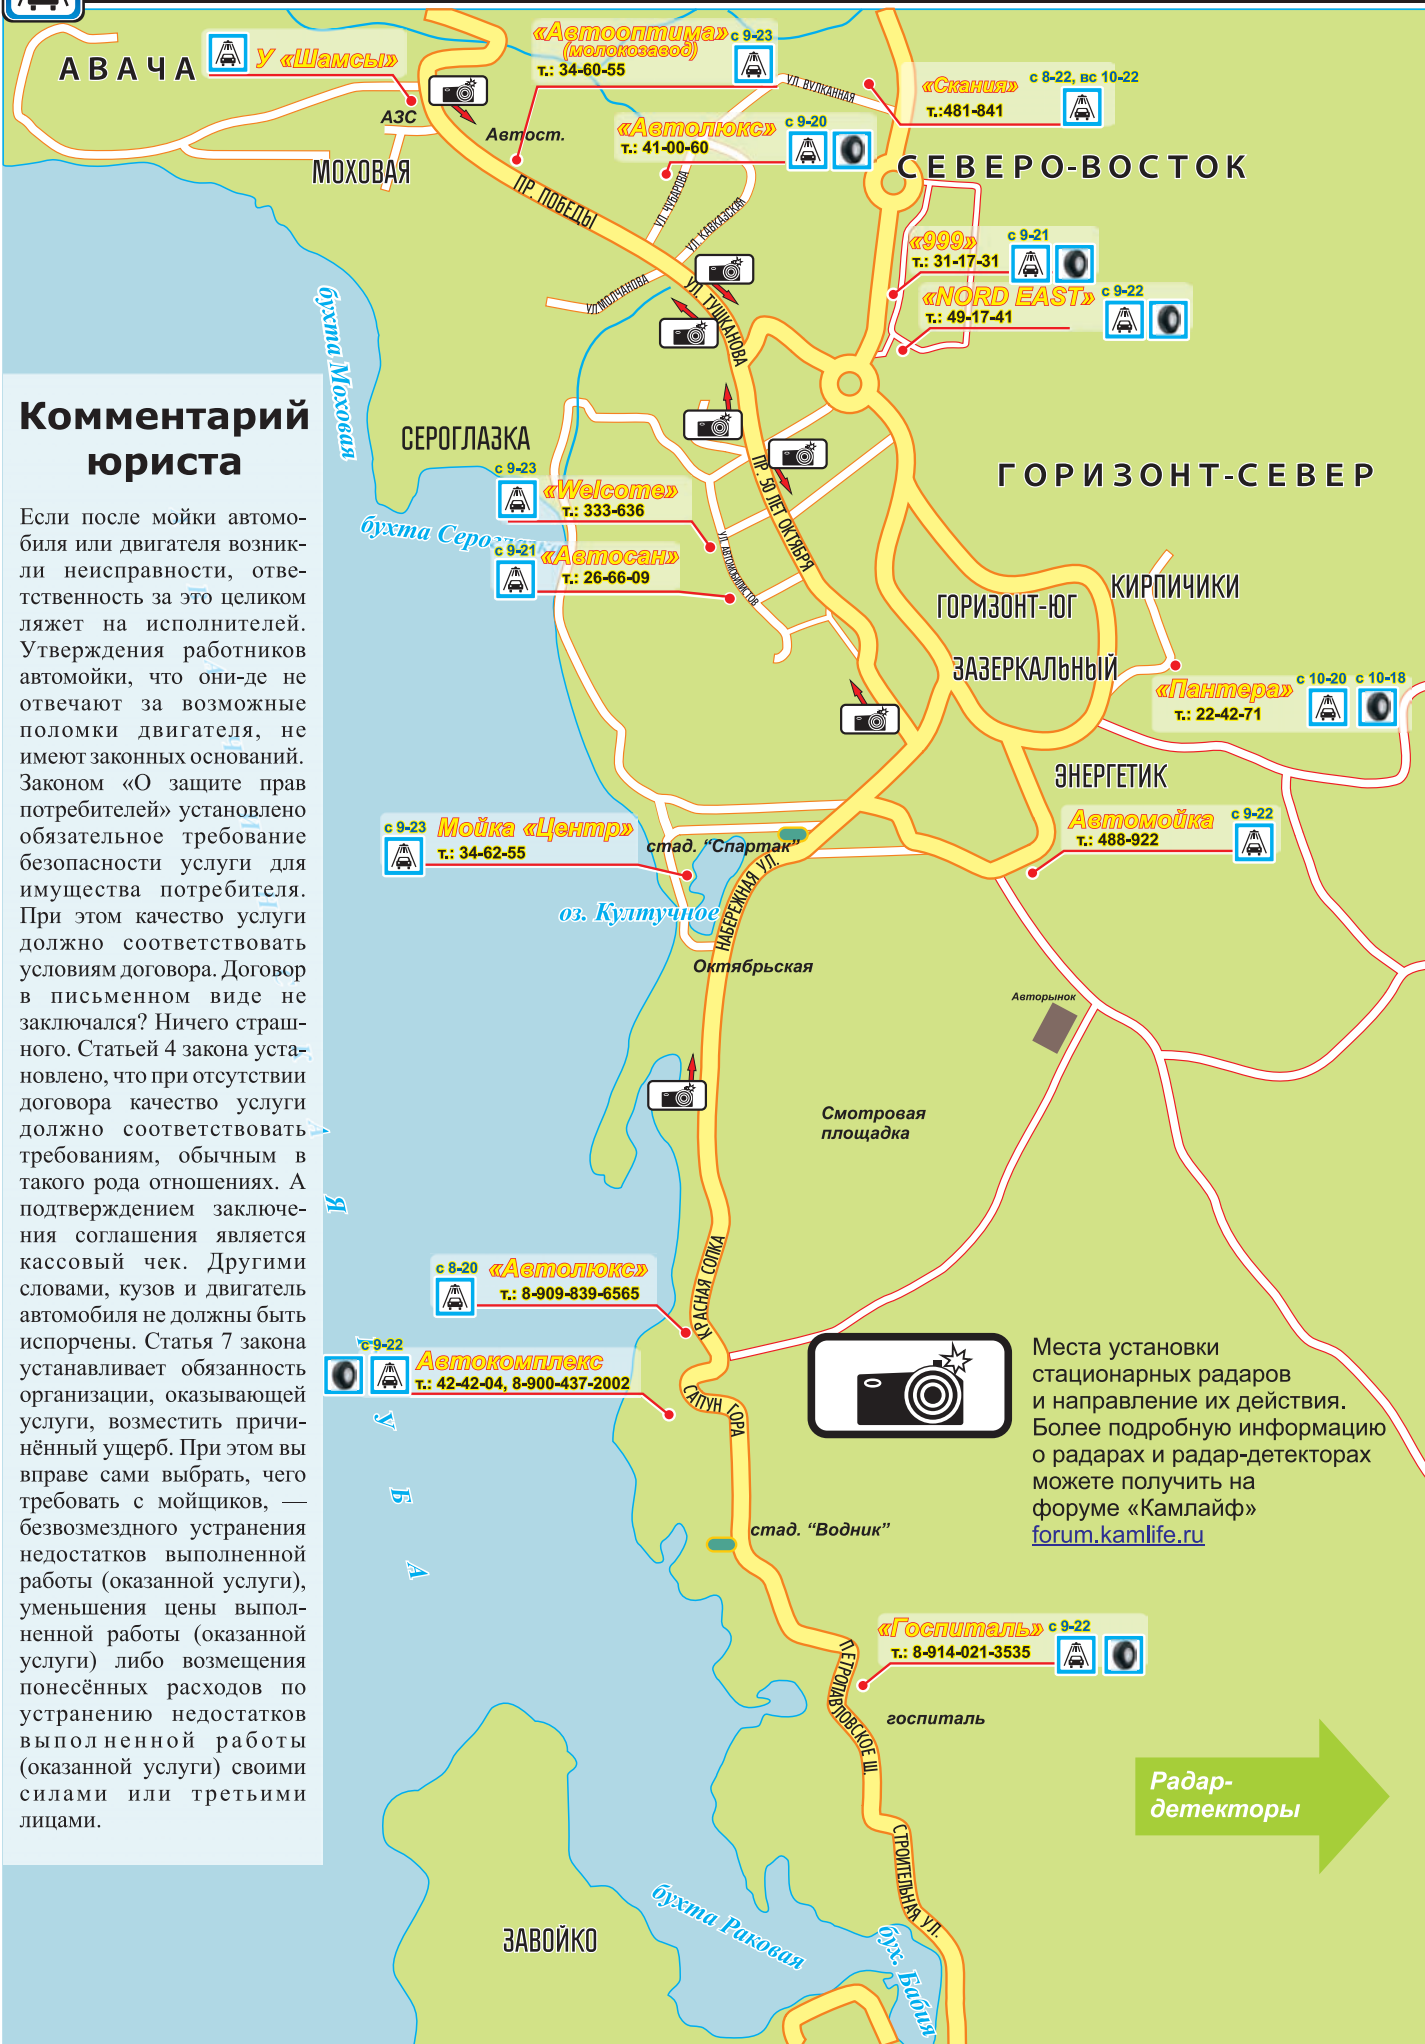 АВАЧА
У «Шамсы»
АЗС
МОХОВАЯ
«Автооптима» с 9-23
(молокозавод)
т.: 34-60-55
Автост.
«Автолюкс» с 9-20
т.: 41-00-60
УЛ. ВУЛКАННАЯ
«Скания» с 8-22, вс 10-22
т.:481-841
СЕВЕРО-ВОСТОК
ПР. ПОБЕДЫ
УЛ. ЧУБАРОВА
УЛ. КАВКАЗСКАЯ
УЛ.МОЛЧАНОВА
УЛ. ТУШКАНОВА
«999» с 9-21
т.: 31-17-31
«NORD EAST» с 9-22
т.: 49-17-41
бухта Моховая
Комментарий
юриста
Если после мойки автомо-
биля или двигателя возник-
ли неисправности, отве-
тственность за это целиком
ляжет на исполнителей.
Утверждения работников
автомойки, что они-де не
отвечают за возможные
поломки двигателя, не
имеют законных оснований.
Законом «О защите прав
потребителей» установлено
обязательное требование
безопасности услуги для
имущества потребителя.
При этом качество услуги
должно соответствовать
условиям договора. Договор
в письменном виде не
заключался? Ничего страш-
ного. Статьей 4 закона уста-
новлено, что при отсутствии
договора качество услуги
должно соответствовать
требованиям, обычным в
такого рода отношениях. А
подтверждением заключе-
ния соглашения является
кассовый чек. Другими
словами, кузов и двигатель
автомобиля не должны быть
испорчены. Статья 7 закона
устанавливает обязанность
организации, оказывающей
услуги, возместить причи-
нённый ущерб. При этом вы
вправе сами выбрать, чего
требовать с мойщиков, —
безвозмездного устранения
недостатков выполненной
работы (оказанной услуги),
уменьшения цены выпол-
ненной работы (оказанной
услуги) либо возмещения
понесённых расходов по
устранению недостатков
выполненной работы
(оказанной услуги) своими
силами или третьими
лицами.
СЕРОГЛАЗКА
ГОРИЗОНТ-СЕВЕР
с 9-23 «Welcome»
т.: 333-636
бухта
с 9-21 «Автосан»
т.: 26-66-09
ПР. 50 ЛЕТ ОКТЯБРЯ
УЛ. АВТОМОБИЛИСТОВ
ГОРИЗОНТ-ЮГ
КИРПИЧИКИ
ЗАЗЕРКАЛЬНЫЙ
«Пантера» с 10-20 с 10-18
т.: 22-42-71
ЭНЕРГЕТИК
с 9-23 Мойка «Центр»
т.: 34-62-55
стад. “Спартак”
Автомойка с 9-22
т.: 488-922
оз. Култучное
НАБЕРЕЖНАЯ УЛ.
Октябрьская
Авторынок
Смотровая
площадка
КРАСНАЯ СОПКА
с 8-20 «Автолюкс»
т.: 8-909-839-6565
с 9-22 Автокомплекс
т.: 42-42-04, 8-900-437-2002
САПУН ГОРА
Места установки
стационарных радаров
и направление их действия.
Более подробную информацию
о радарах и радар-детекторах
можете получить на
форуме «Камлайф»
forum.kamlife.ru
Я
У
Б
А
стад. “Водник”
«Госпиталь» с 9-22
т.: 8-914-021-3535
ПЕТРОПАВЛОВСКОЕ Ш.
госпиталь
Радар-
детекторы
СТРОИТЕЛЬНАЯ УЛ.
бухта Раковая
бух. Бабия
ЗАВОЙКО